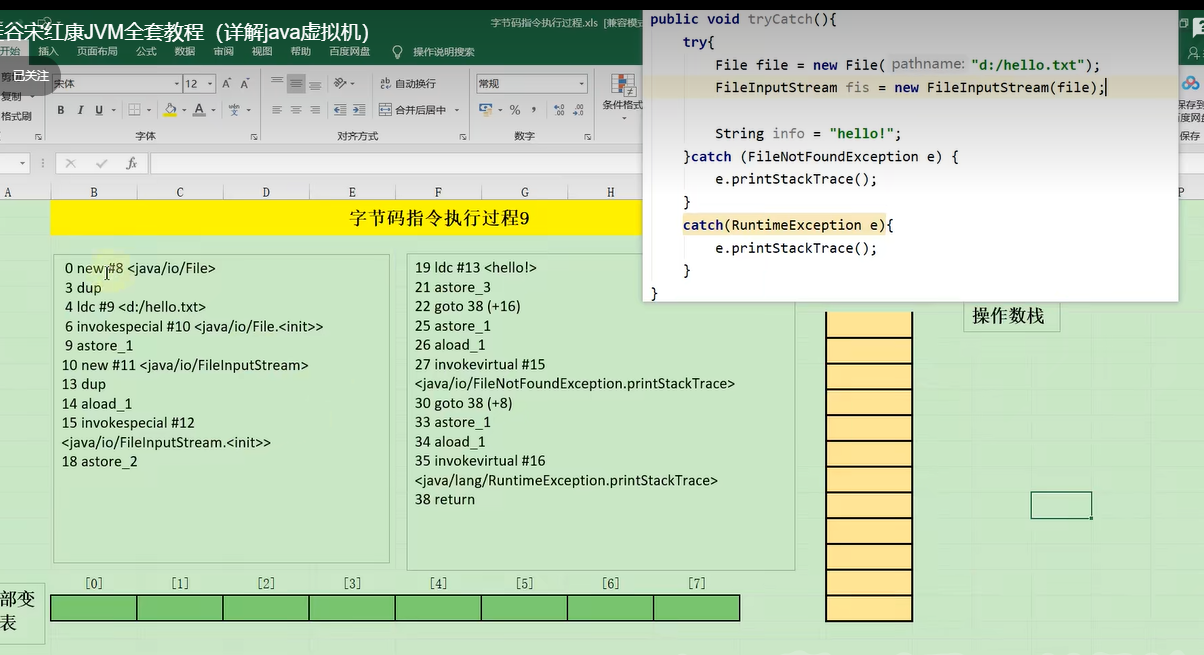 谷宋红康JVM全套教程（详解java虚拟机）
已关注
字节码指令执行过程.xls [兼容模式
开始 插入 页面布局 公式 数据 审阅 视图 帮助 百度网盘 操作说明搜索
复制
格式刷
宋体 12 A A
B I U A
自动换行
合并后居中
常规
%
条件格式
保存到
百度网盘
保存
字体 对齐方式 数字
fx
A B C D E F G H P
字节码指令执行过程9
0 new #8 <java/io/File>
3 dup
4 ldc #9 <d:/hello.txt>
6 invokespecial #10 <java/io/File.<init>>
9 astore_1
10 new #11 <java/io/FileInputStream>
13 dup
14 aload_1
15 invokespecial #12
<java/io/FileInputStream.<init>>
18 astore_2
19 ldc #13 <hello!>
21 astore_3
22 goto 38 (+16)
25 astore_1
26 aload_1
27 invokevirtual #15
<java/io/FileNotFoundException.printStackTrace>
30 goto 38 (+8)
33 astore_1
34 aload_1
35 invokevirtual #16
<java/lang/RuntimeException.printStackTrace>
38 return
public void tryCatch(){
try{
File file = new File( pathname: "d:/hello.txt");
FileInputStream fis = new FileInputStream(file);
String info = "hello!";
}catch (FileNotFoundException e) {
e.printStackTrace();
}
catch(RuntimeException e){
e.printStackTrace();
}
}
操作数栈
[0] [1] [2] [3] [4] [5] [6] [7]
部变
表